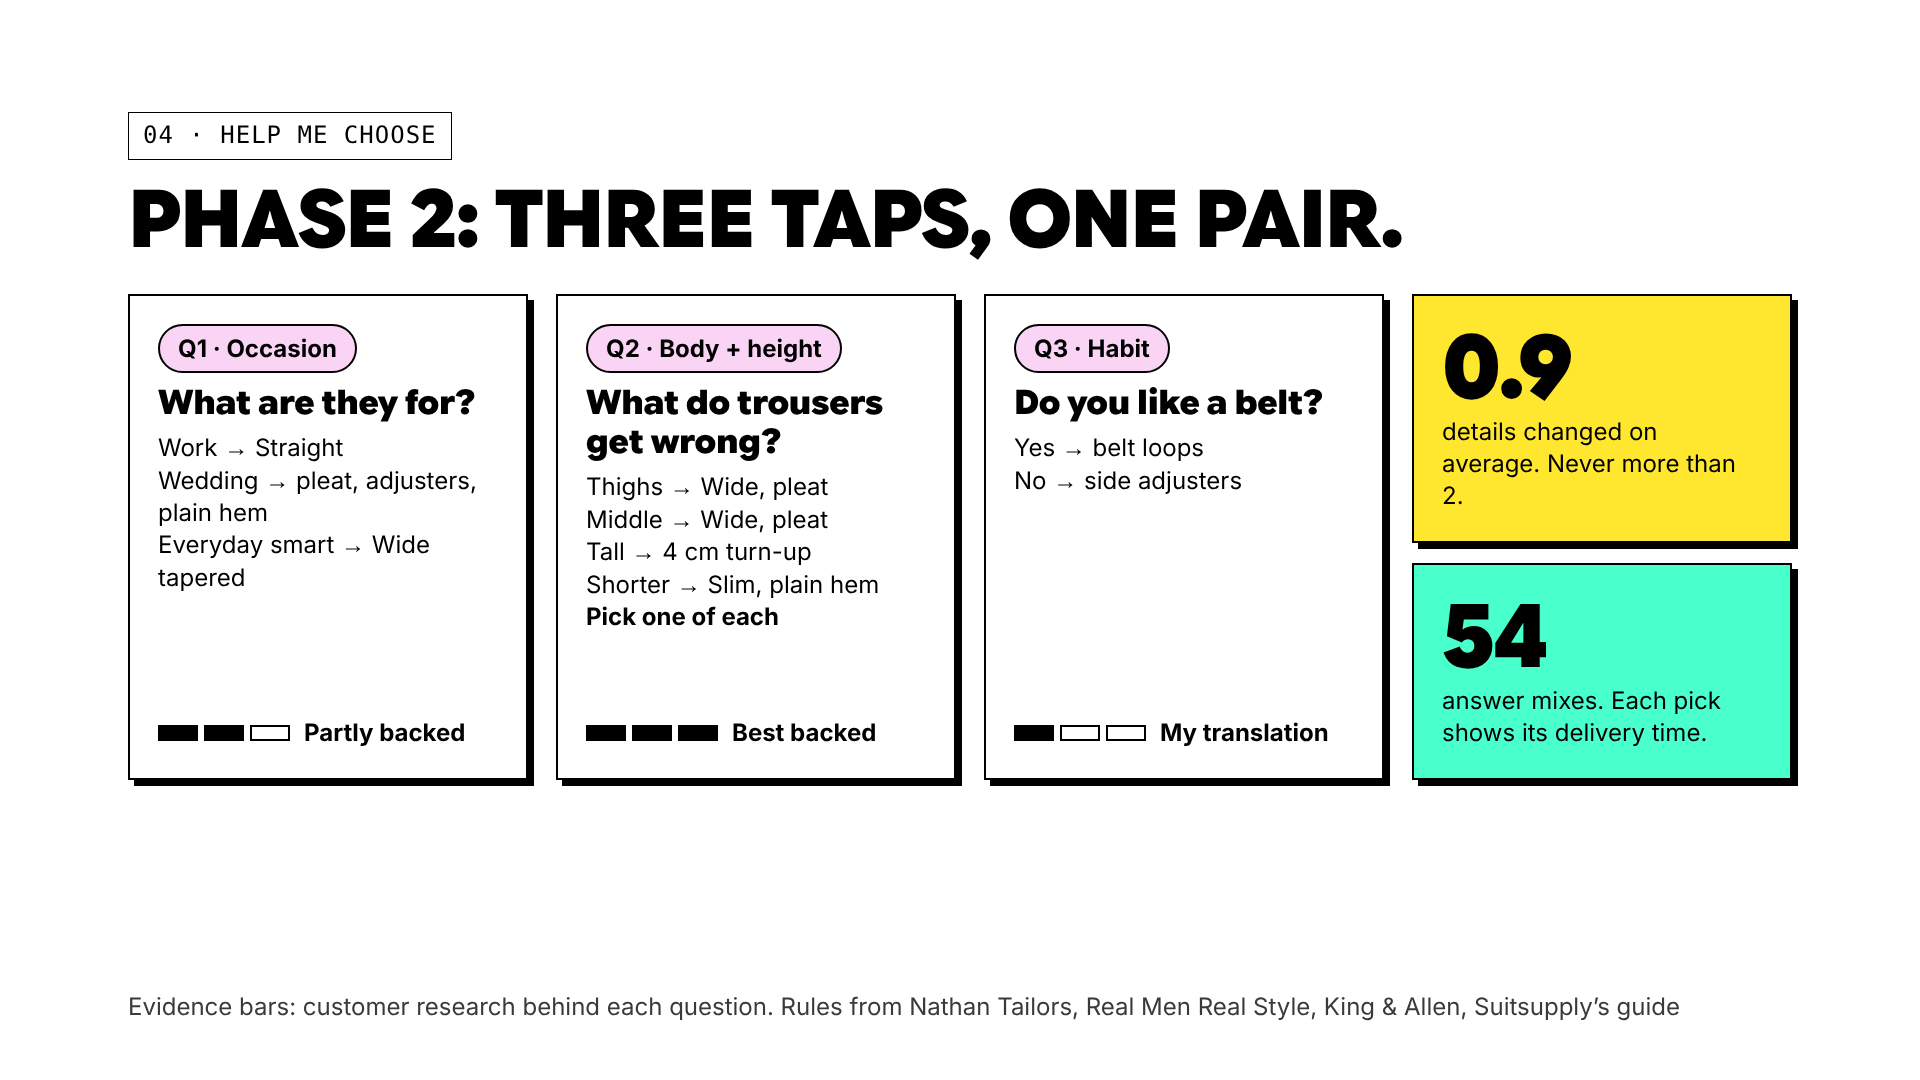 04 · HELP ME CHOOSE
PHASE 2: THREE TAPS, ONE PAIR.
Q1 · Occasion
What are they for?
Work → Straight
Wedding → pleat, adjusters,
plain hem
Everyday smart → Wide
tapered
Partly backed
Q2 · Body + height
What do trousers
get wrong?
Thighs → Wide, pleat
Middle → Wide, pleat
Tall → 4 cm turn-up
Shorter → Slim, plain hem
Pick one of each
Best backed
Q3 · Habit
Do you like a belt?
Yes → belt loops
No → side adjusters
My translation
0.9
details changed on
average. Never more than
2.
54
answer mixes. Each pick
shows its delivery time.
Evidence bars: customer research behind each question. Rules from Nathan Tailors, Real Men Real Style, King & Allen, Suitsupply’s guide